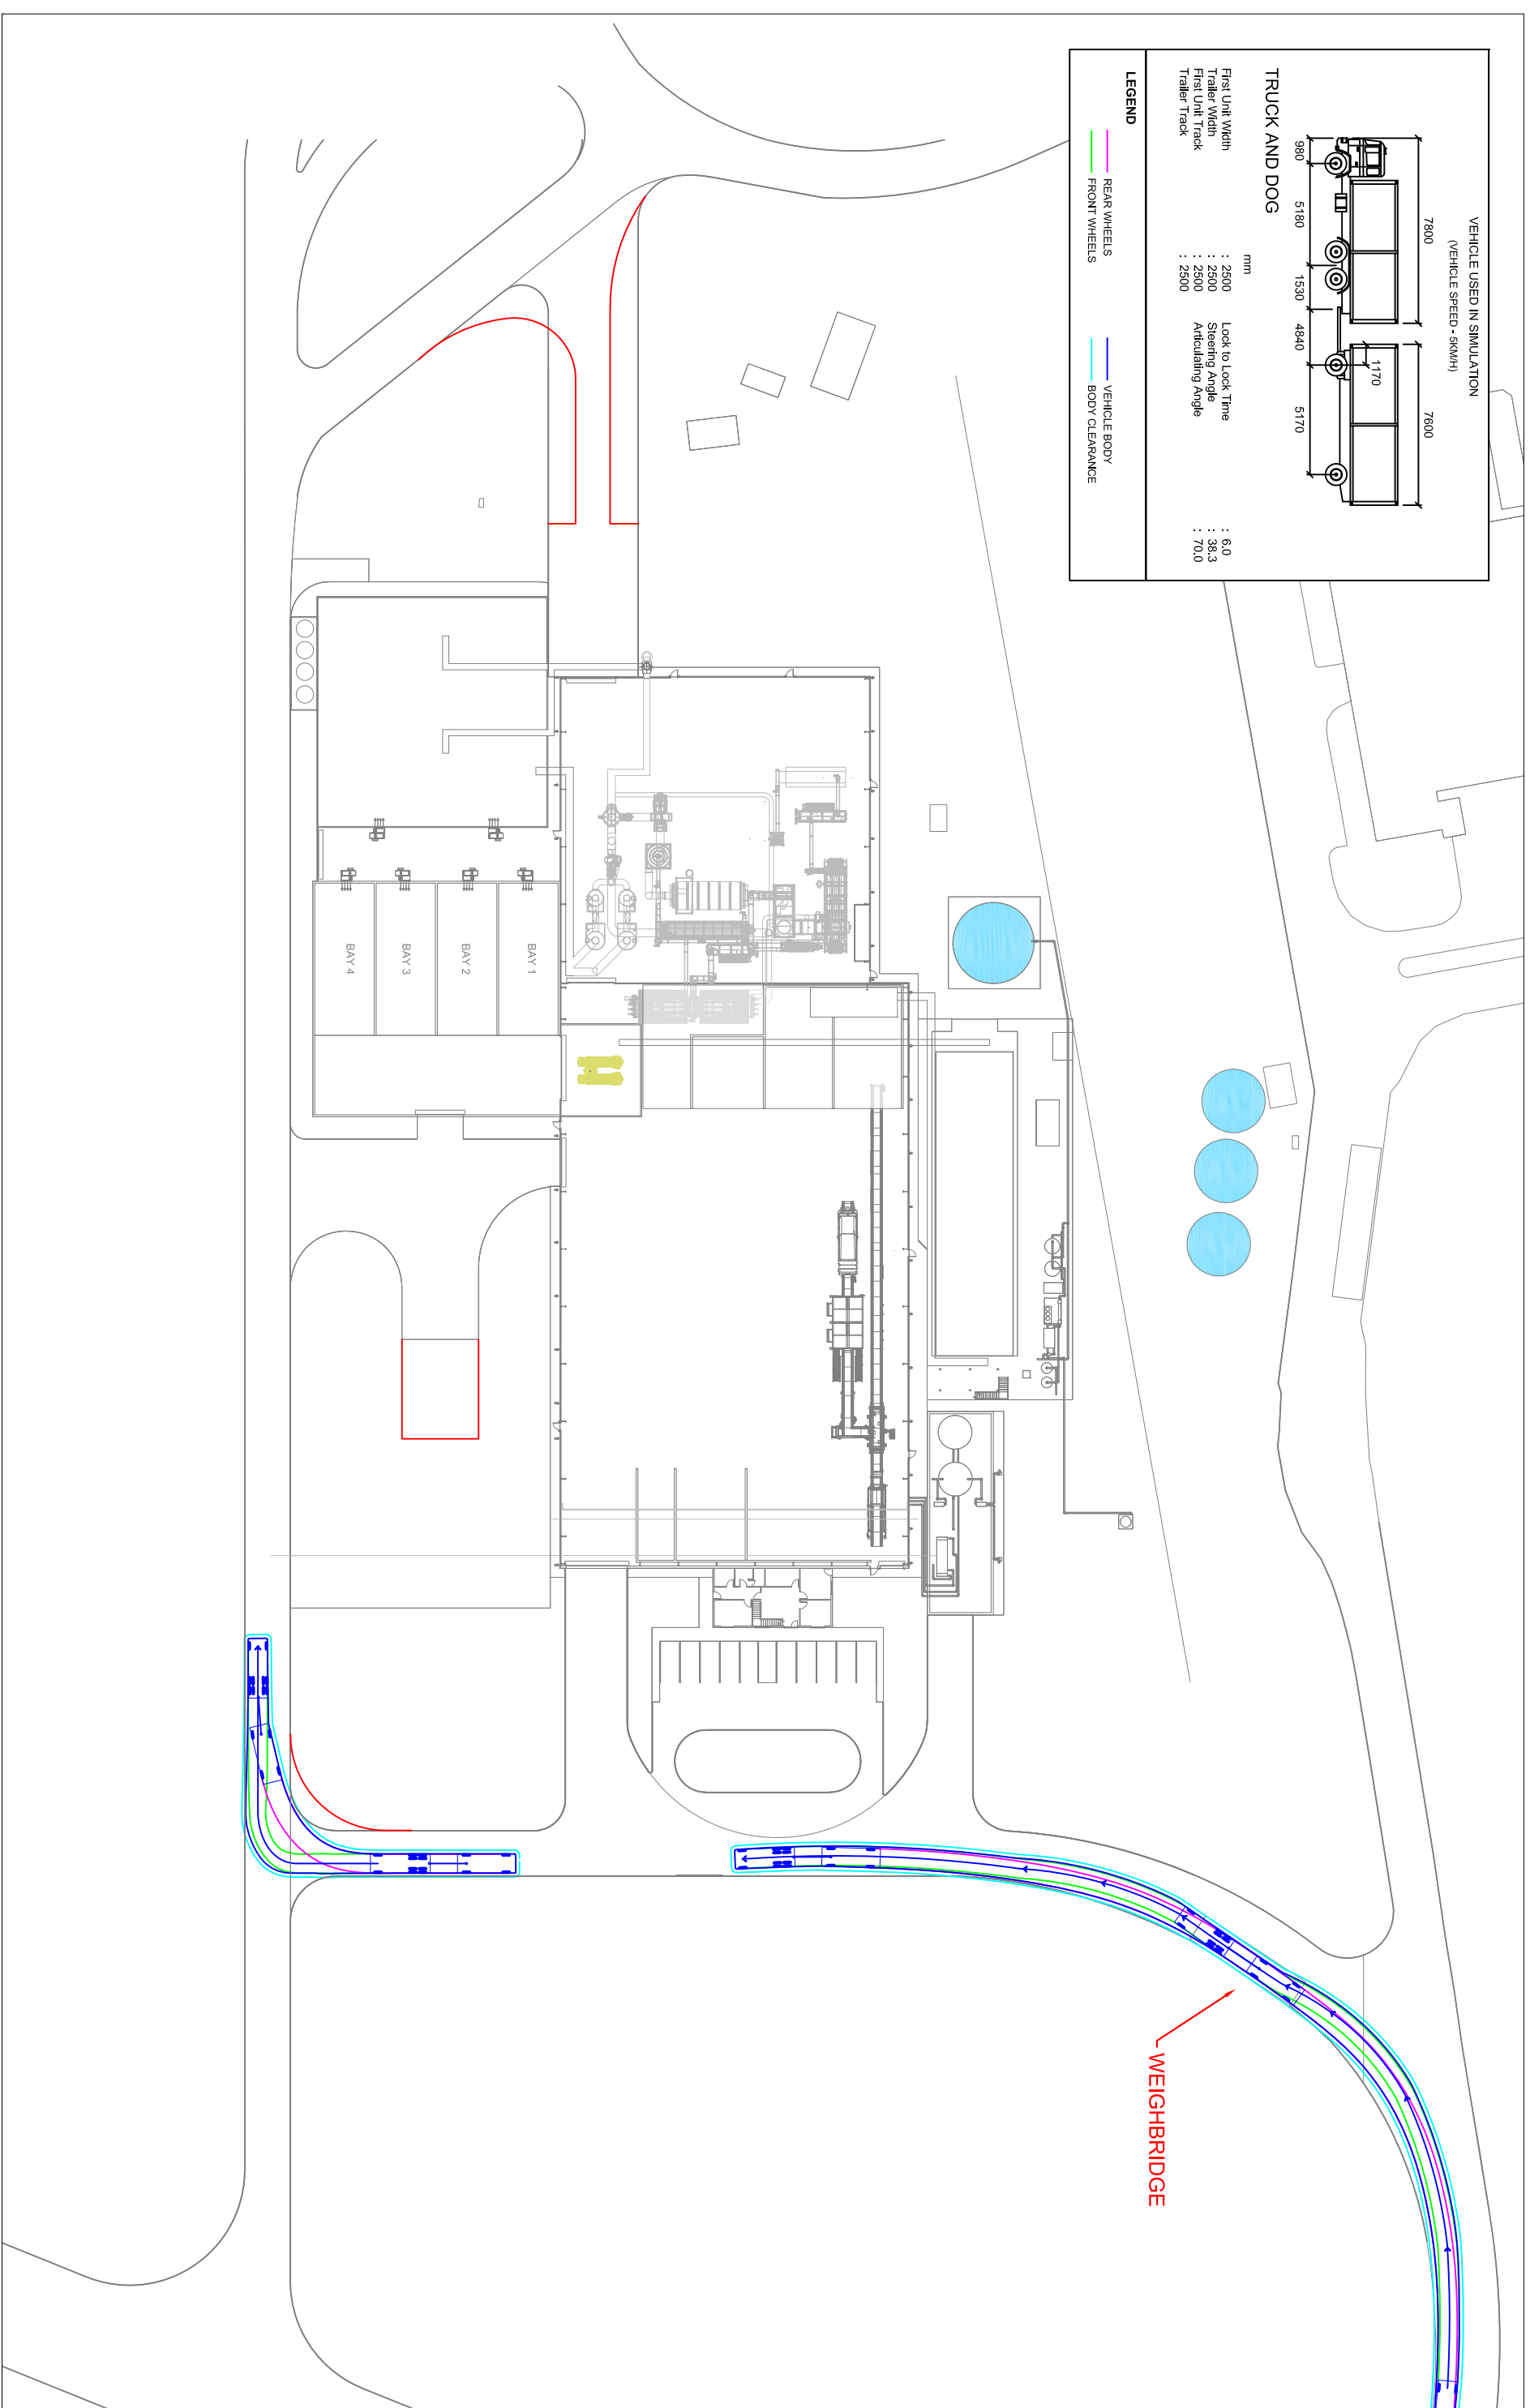 VEHICLE USED IN SIMULATION
(VEHICLE SPEED - 5KM/H)
7800
7600
1170
980
5180
1530
4840
5170
TRUCK AND DOG
mm
First Unit Width : 2500
Trailer Width : 2500
First Unit Track : 2500
Trailer Track : 2500
Lock to Lock Time : 6.0
Steering Angle : 38.3
Articulating Angle : 70.0
LEGEND
REAR WHEELS
FRONT WHEELS
VEHICLE BODY
BODY CLEARANCE
BAY 1
BAY 2
BAY 3
BAY 4
WEIGHBRIDGE